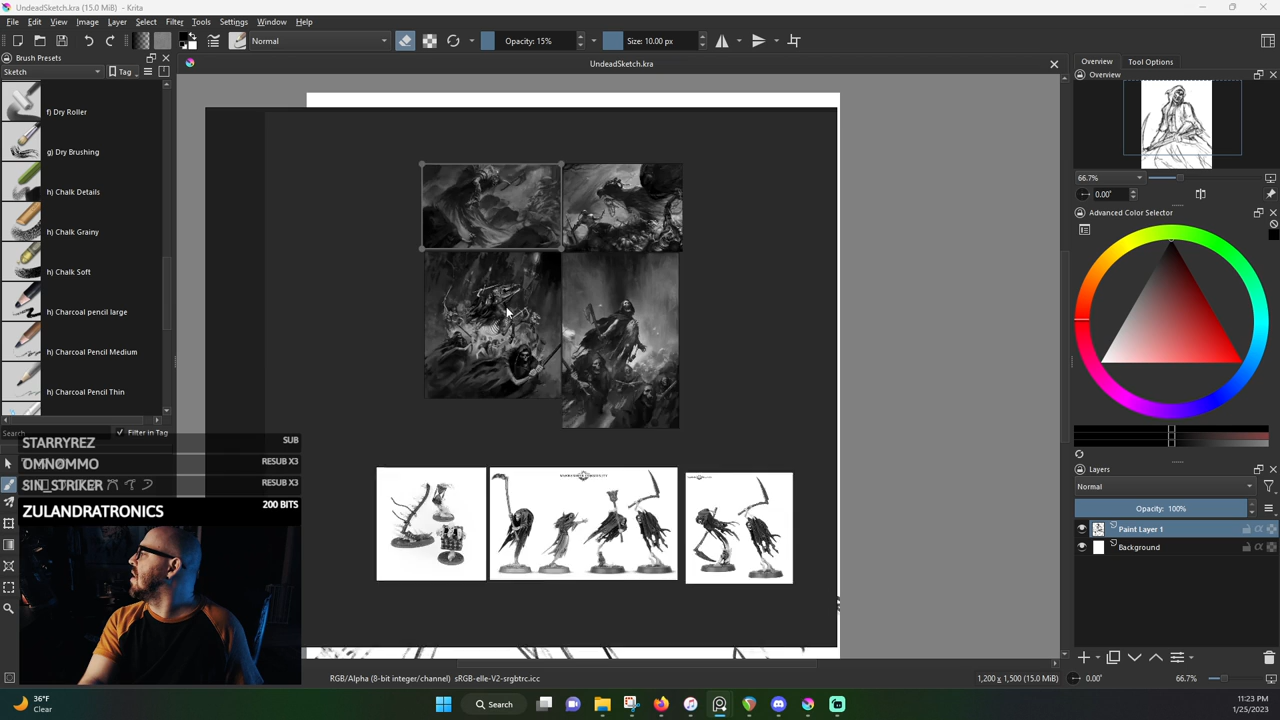 UndeadSketch.kra (15.0 MiB) - Krita
File Edit View Image Layer Select Filter Tools Settings Window Help
Normal
Opacity: 15%
Size: 10.00 px
Brush Presets
Sketch
Tag
f) Dry Roller
g) Dry Brushing
h) Chalk Details
h) Chalk Grainy
h) Chalk Soft
h) Charcoal pencil large
h) Charcoal Pencil Medium
h) Charcoal Pencil Thin
Search
Filter in Tag
UndeadSketch.kra
Overview
Tool Options
Overview
66.7%
0.00°
Advanced Color Selector
Layers
Normal
Opacity: 100%
Paint Layer 1
Background
STARRYREZ SUB
OMNØMMO RESUB X3
SIN_STRIKER RESUB X3
ZULANDRATRONICS 200 BITS
RGB/Alpha (8-bit integer/channel) sRGB-elle-V2-srgbtrc.icc
1,200 x 1,500 (15.0 MiB)
0.00°
66.7%
36°F
Clear
Search
11:23 PM
1/25/2023